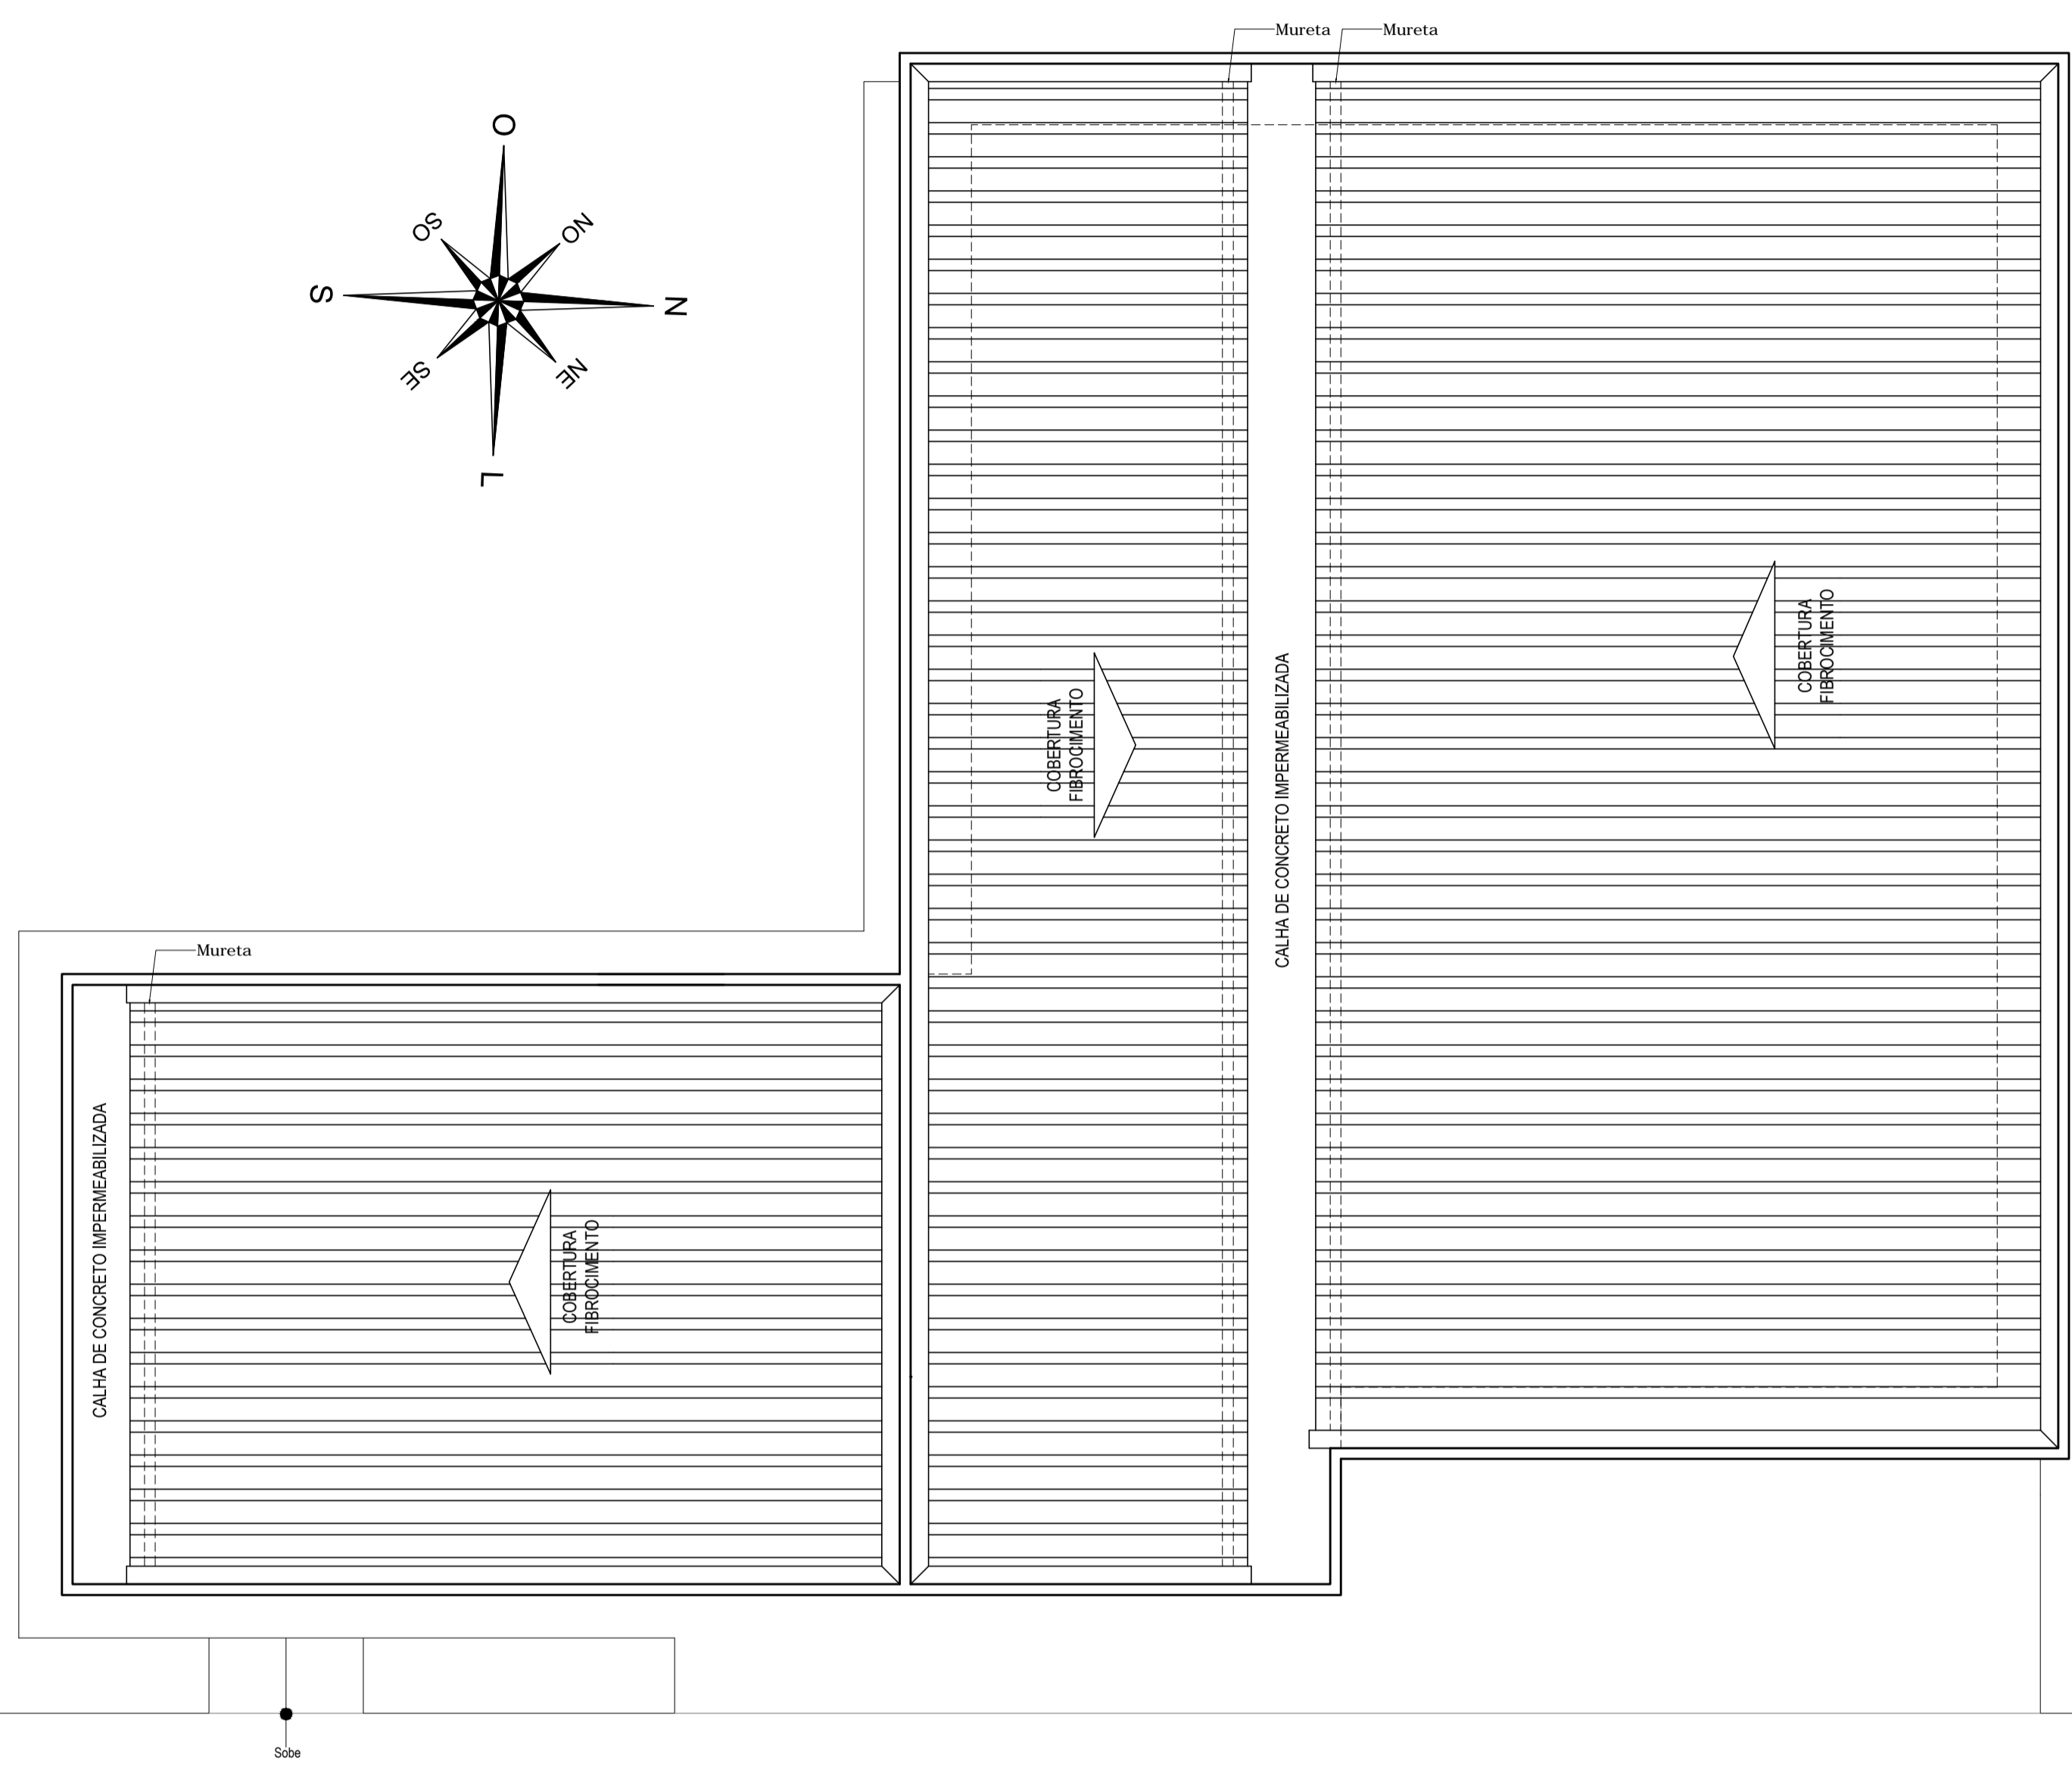 Mureta
Mureta
O
SO
NO
S
N
SE
NE
L
COBERTURA
FIBROCIMENTO
COBERTURA
FIBROCIMENTO
CALHA DE CONCRETO IMPERMEABILIZADA
Mureta
CALHA DE CONCRETO IMPERMEABILIZADA
COBERTURA
FIBROCIMENTO
Sobe